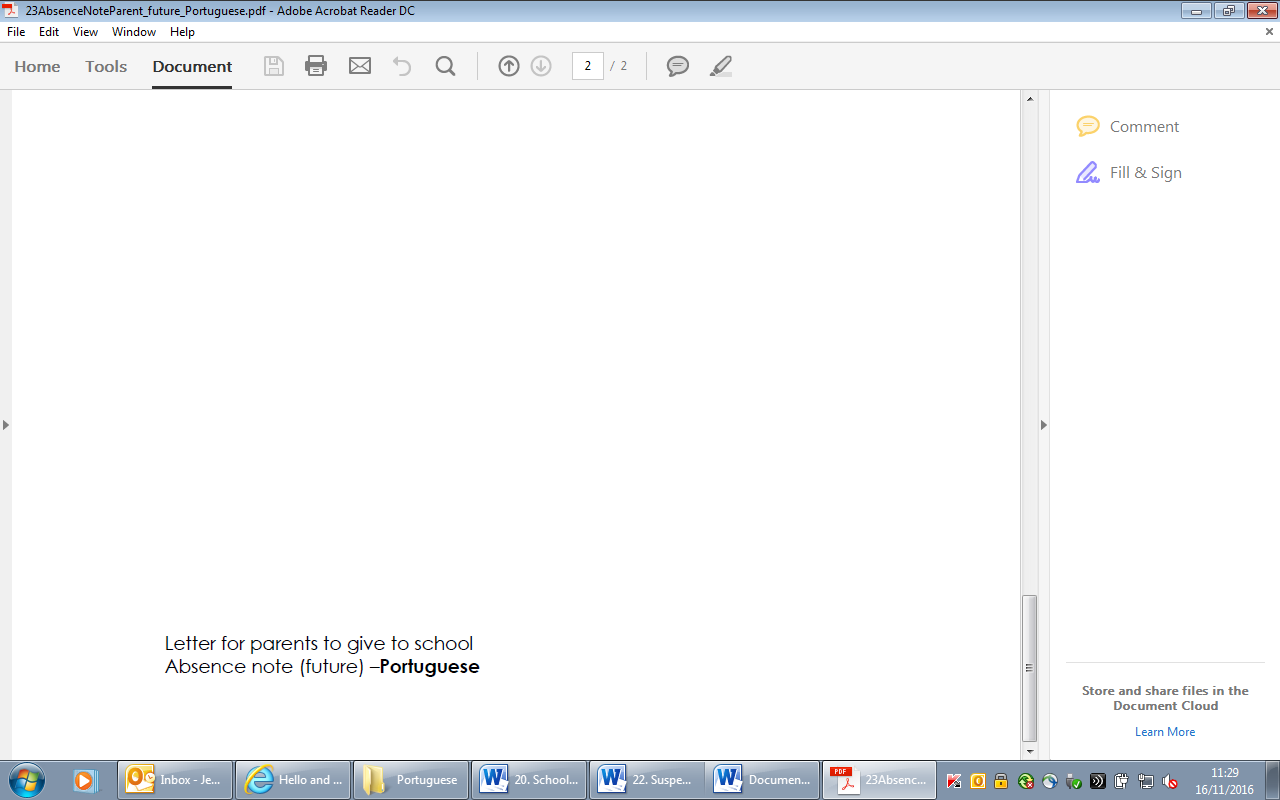 23AbsenceNoteParent_future_Portuguese.pdf - Adobe Acrobat Reader DC
File Edit View Window Help
Home Tools Document 2 / 2
Comment
Fill & Sign
Letter for parents to give to school
Absence note (future) –Portuguese
Store and share files in the
Document Cloud
Learn More
Inbox - Je... Hello and ... Portuguese 20. School... 22. Suspe... Documen... PDF 23Absenc... 11:29
16/11/2016